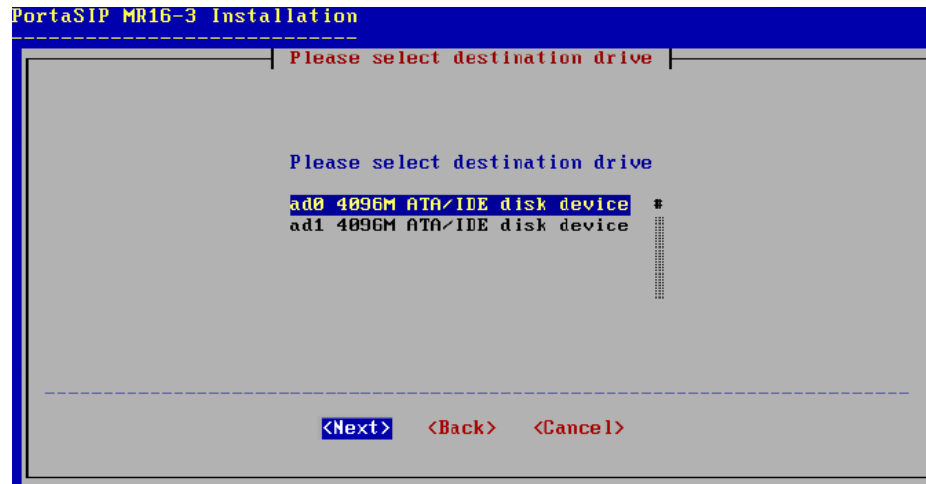 PortaSIP MR16-3 Installation
Please select destination drive
Please select destination drive
ad0 4096M ATA/IDE disk device #
ad1 4096M ATA/IDE disk device
<Next> <Back> <Cancel>